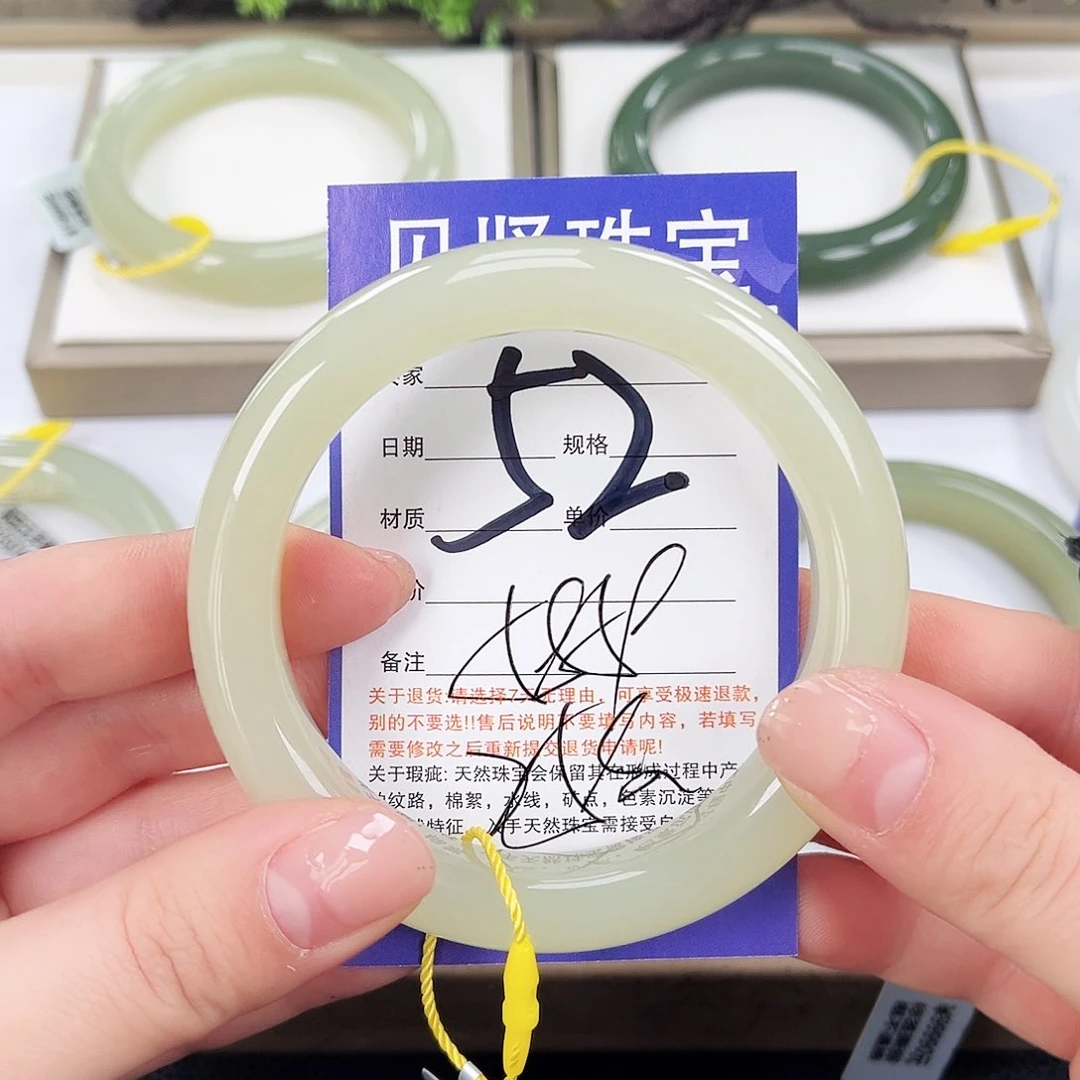 珠宝
家
日期 规格
材质 单价
价
备注
关于退货:请选择7天无理由，可享受极速退款，
别的不要选!!售后说明不要填写内容，若填写
需要修改之后重新提交退货申请呢!
关于瑕疵: 天然珠宝会保留其在形成过程中产
纹路，棉絮，水线，矿点，色素沉淀等
特征 入手天然珠宝需接受自